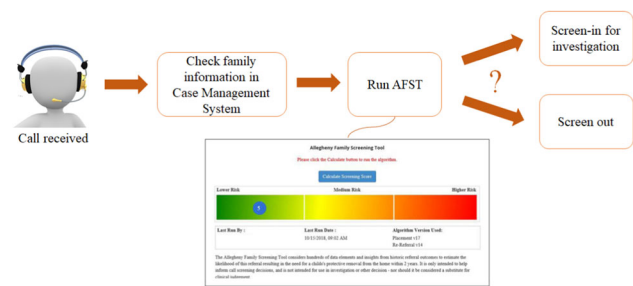 Call received
Check family
information in
Case Management
System
Run AFST
?
Screen-in for
investigation
Screen out
Allegheny Family Screening Tool
Please click the Calculate button to run the algorithm.
Calculate Screening Score
Lower Risk Medium Risk Higher Risk
Last Run By : Last Run Date : Algorithm Version Used:
10/11/2018, 09:02 AM Placement v17
Re-Referral v14
The Allegheny Family Screening Tool considers hundreds of data elements and insights from historic referral outcomes to estimate the
likelihood of this referral resulting in the need for a child's protective removal from the home within 2 years. It is only intended to help
inform call screening decisions, and is not intended for use in investigation or other decision - nor should it be considered a substitute for
clinical judgement